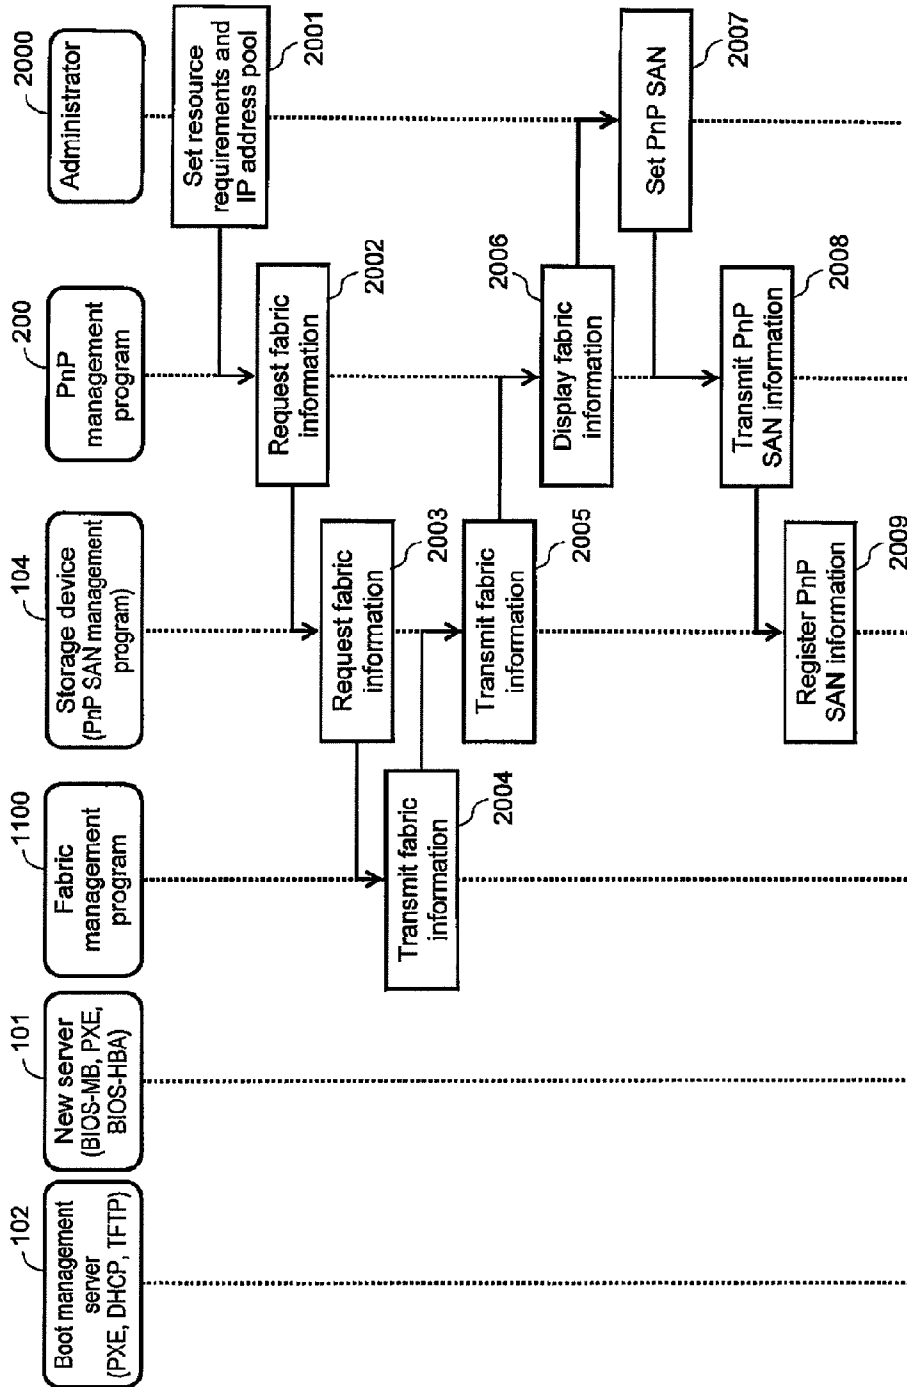 102
Boot management
server
(PXE, DHCP, TFTP)
101
New server
(BIOS-MB, PXE,
BIOS-HBA)
1100
Fabric
management
program
104
Storage device
(PnP SAN management
program)
200
PnP
management
program
2000
Administrator
Set resource
requirements and
IP address pool
2001
Request fabric
information
2002
Request fabric
information
2003
Transmit fabric
information
2004
Transmit fabric
information
2005
Display fabric
information
2006
Set PnP SAN
2007
Transmit PnP
SAN information
2008
Register PnP
SAN information
2009